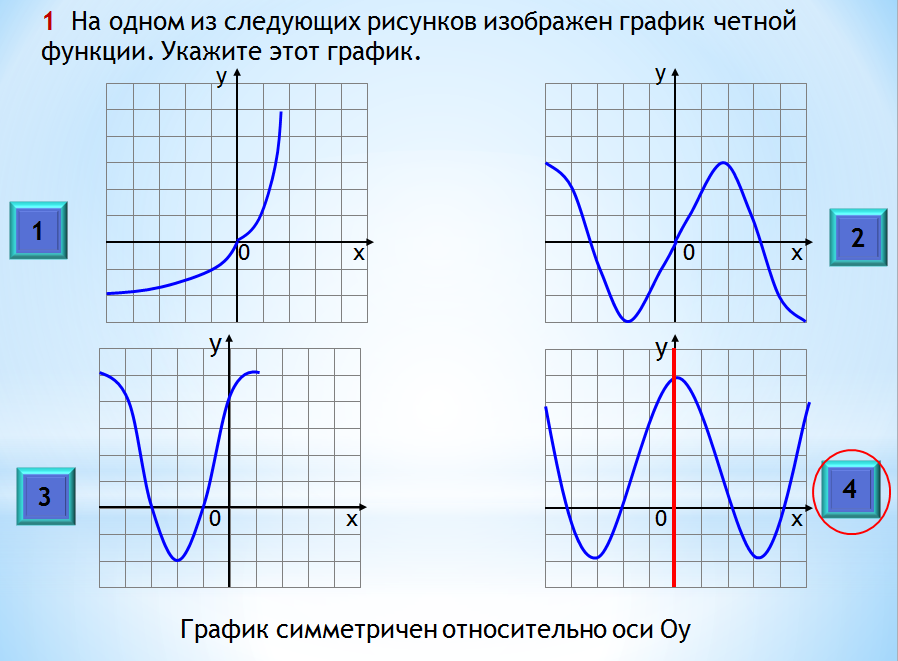 1 На одном из следующих рисунков изображен график четной
функции. Укажите этот график.
y
0
x
1
y
0
x
2
y
0
x
3
y
0
x
4
График симметричен относительно оси Оу